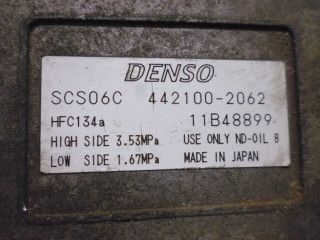 DENSO
SCS06C 442100-2062
HFC134a 11B48899
HIGH SIDE 3.53MPa USE ONLY ND-OIL 8
LOW SIDE 1.67MPa MADE IN JAPAN